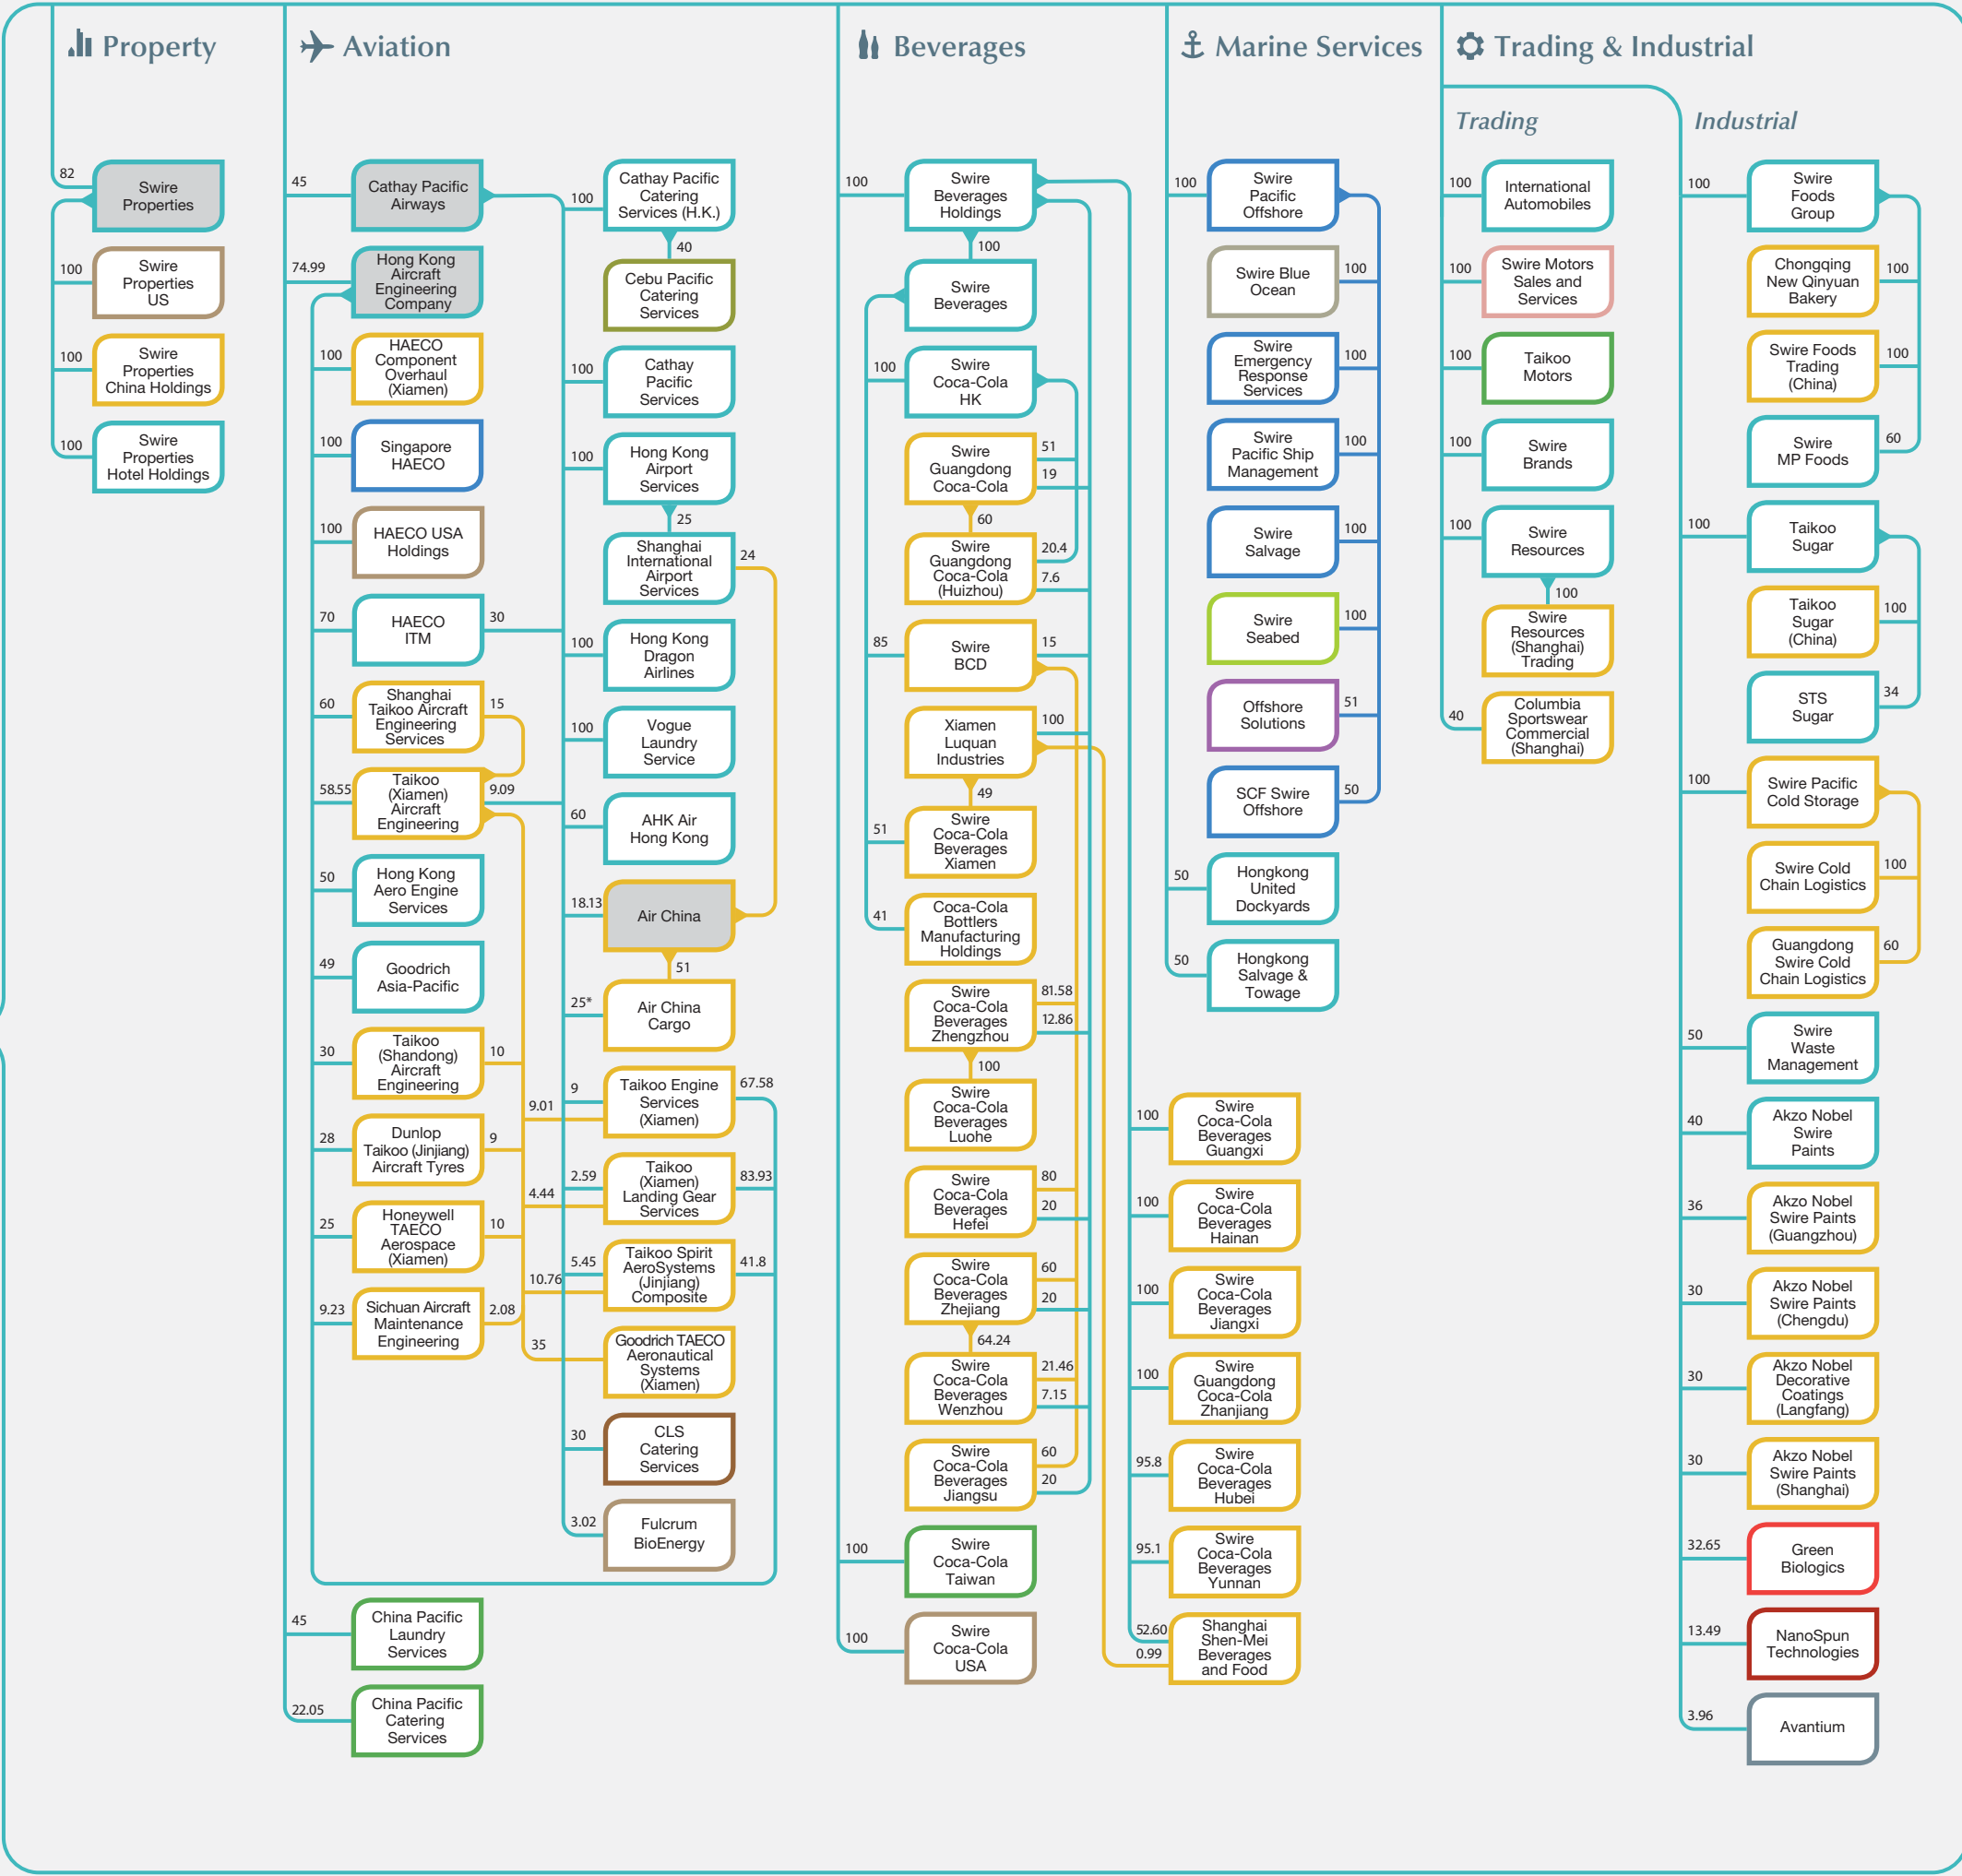 Property
82
Swire
Properties
100
Swire
Properties
US
100
Swire
Properties
China Holdings
100
Swire
Properties
Hotel Holdings
Aviation
45
Cathay Pacific
Airways
74.99
Hong Kong
Aircraft
Engineering
Company
100
HAECO
Component
Overhaul
(Xiamen)
100
Singapore
HAECO
100
HAECO USA
Holdings
70
HAECO
ITM
30
60
Shanghai
Taikoo Aircraft
Engineering
Services
15
58.55
Taikoo
(Xiamen)
Aircraft
Engineering
9.09
50
Hong Kong
Aero Engine
Services
49
Goodrich
Asia-Pacific
30
Taikoo
(Shandong)
Aircraft
Engineering
10
28
Dunlop
Taikoo (Jinjiang)
Aircraft Tyres
9
25
Honeywell
TAECO
Aerospace
(Xiamen)
10
9.23
Sichuan Aircraft
Maintenance
Engineering
2.08
45
China Pacific
Laundry
Services
22.05
China Pacific
Catering
Services
100
Cathay Pacific
Catering
Services (H.K.)
40
Cebu Pacific
Catering
Services
100
Cathay
Pacific
Services
100
Hong Kong
Airport
Services
25
Shanghai
International
Airport
Services
24
100
Hong Kong
Dragon
Airlines
100
Vogue
Laundry
Service
60
AHK Air
Hong Kong
18.13
Air China
51
25*
Air China
Cargo
9
9.01
Taikoo Engine
Services
(Xiamen)
67.58
2.59
4.44
Taikoo
(Xiamen)
Landing Gear
Services
83.93
5.45
10.76
Taikoo Spirit
AeroSystems
(Jinjiang)
Composite
41.8
35
Goodrich TAECO
Aeronautical
Systems
(Xiamen)
30
CLS
Catering
Services
3.02
Fulcrum
BioEnergy
Beverages
100
Swire
Beverages
Holdings
100
Swire
Beverages
100
Swire
Coca-Cola
HK
Swire
Guangdong
Coca-Cola
51
19
60
Swire
Guangdong
Coca-Cola
(Huizhou)
20.4
7.6
85
Swire
BCD
15
Xiamen
Luquan
Industries
100
49
51
Swire
Coca-Cola
Beverages
Xiamen
41
Coca-Cola
Bottlers
Manufacturing
Holdings
Swire
Coca-Cola
Beverages
Zhengzhou
81.58
12.86
100
Swire
Coca-Cola
Beverages
Luohe
Swire
Coca-Cola
Beverages
Hefei
80
20
Swire
Coca-Cola
Beverages
Zhejiang
60
20
64.24
Swire
Coca-Cola
Beverages
Wenzhou
21.46
7.15
Swire
Coca-Cola
Beverages
Jiangsu
60
20
100
Swire
Coca-Cola
Taiwan
100
Swire
Coca-Cola
USA
100
Swire
Coca-Cola
Beverages
Guangxi
100
Swire
Coca-Cola
Beverages
Hainan
100
Swire
Coca-Cola
Beverages
Jiangxi
100
Swire
Guangdong
Coca-Cola
Zhanjiang
95.8
Swire
Coca-Cola
Beverages
Hubei
95.1
Swire
Coca-Cola
Beverages
Yunnan
52.60
0.99
Shanghai
Shen-Mei
Beverages
and Food
Marine Services
100
Swire
Pacific
Offshore
Swire Blue
Ocean
100
Swire
Emergency
Response
Services
100
Swire
Pacific Ship
Management
100
Swire
Salvage
100
Swire
Seabed
100
Offshore
Solutions
51
SCF Swire
Offshore
50
50
Hongkong
United
Dockyards
50
Hongkong
Salvage &
Towage
Trading & Industrial
Trading
100
International
Automobiles
100
Swire Motors
Sales and
Services
100
Taikoo
Motors
100
Swire
Brands
100
Swire
Resources
100
Swire
Resources
(Shanghai)
Trading
40
Columbia
Sportswear
Commercial
(Shanghai)
Industrial
100
Swire
Foods
Group
Chongqing
New Qinyuan
Bakery
100
Swire Foods
Trading
(China)
100
Swire
MP Foods
60
100
Taikoo
Sugar
Taikoo
Sugar
(China)
100
STS
Sugar
34
100
Swire Pacific
Cold Storage
Swire Cold
Chain Logistics
100
Guangdong
Swire Cold
Chain Logistics
60
50
Swire
Waste
Management
40
Akzo Nobel
Swire
Paints
36
Akzo Nobel
Swire Paints
(Guangzhou)
30
Akzo Nobel
Swire Paints
(Chengdu)
30
Akzo Nobel
Decorative
Coatings
(Langfang)
30
Akzo Nobel
Swire Paints
(Shanghai)
32.65
Green
Biologics
13.49
NanoSpun
Technologies
3.96
Avantium